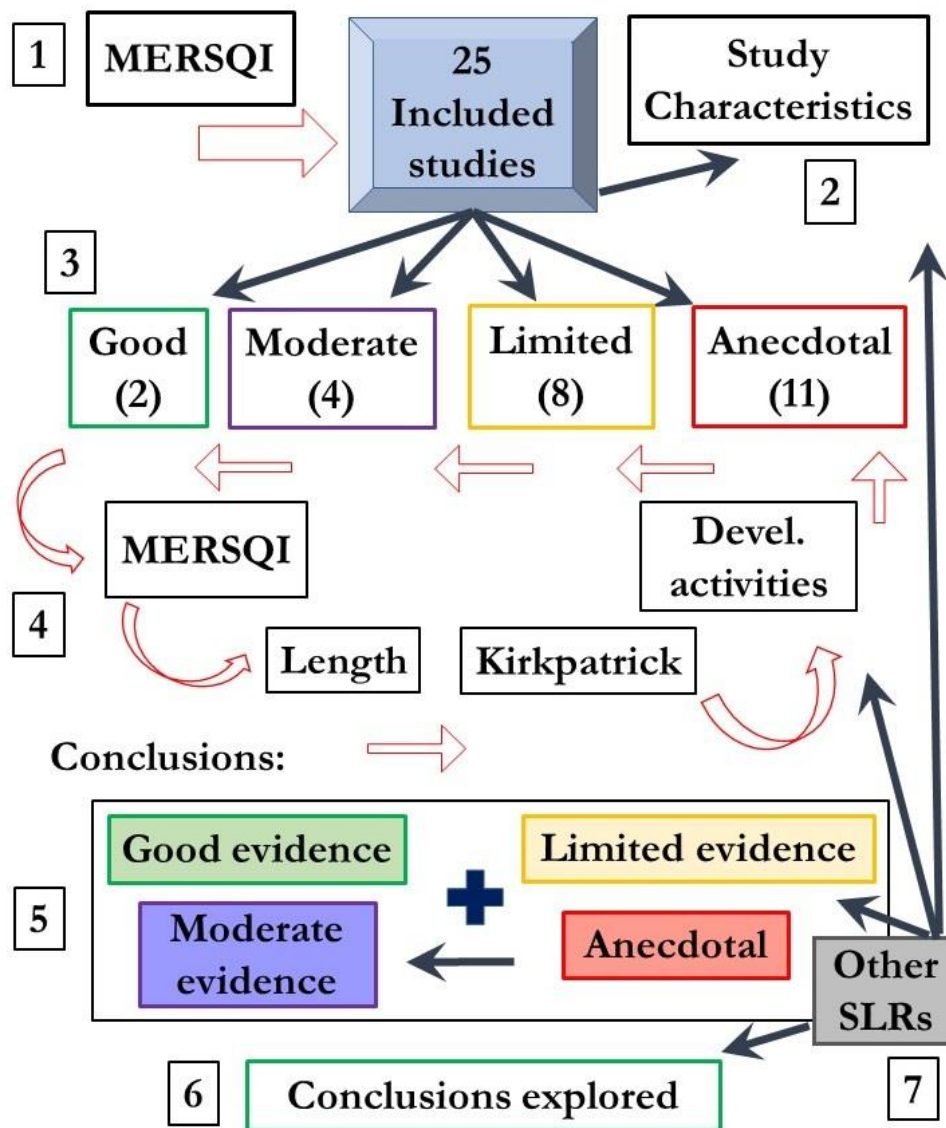 1
MERSQI
25
Included
studies
Study
Characteristics
2
3
Good
(2)
Moderate
(4)
Limited
(8)
Anecdotal
(11)
MERSQI
Devel.
activities
4
Length
Kirkpatrick
Conclusions:
Good evidence
Limited evidence
5
Moderate
evidence
Anecdotal
Other
SLRs
6
Conclusions explored
7